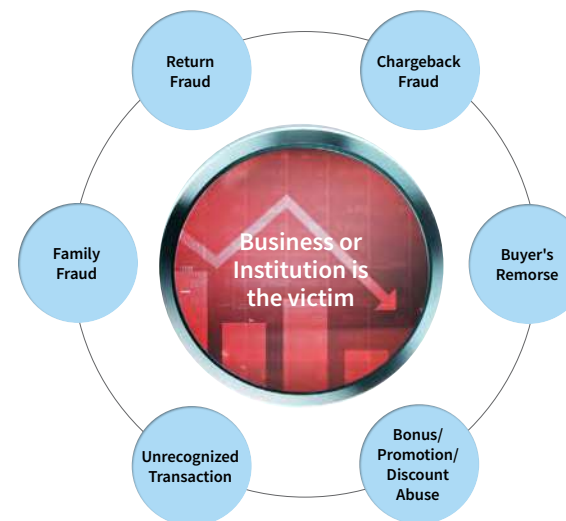 Return
Fraud
Chargeback
Fraud
Family
Fraud
Business or
Institution is
the victim
Buyer's
Remorse
Unrecognized
Transaction
Bonus/
Promotion/
Discount
Abuse